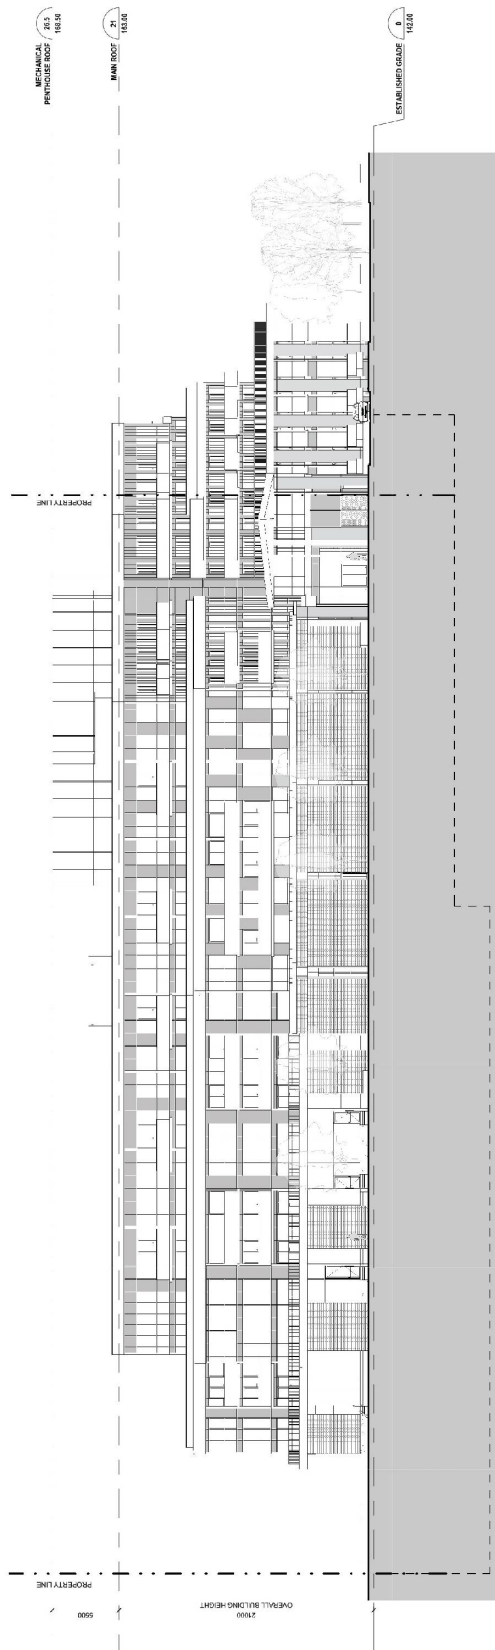 MECHANICAL
PENTHOUSE ROOF
26.5
168.50
MAIN ROOF
21
163.00
ESTABLISHED GRADE
0
142.00
PROPERTY LINE
PROPERTY LINE
5500
21000
OVERALL BUILDING HEIGHT